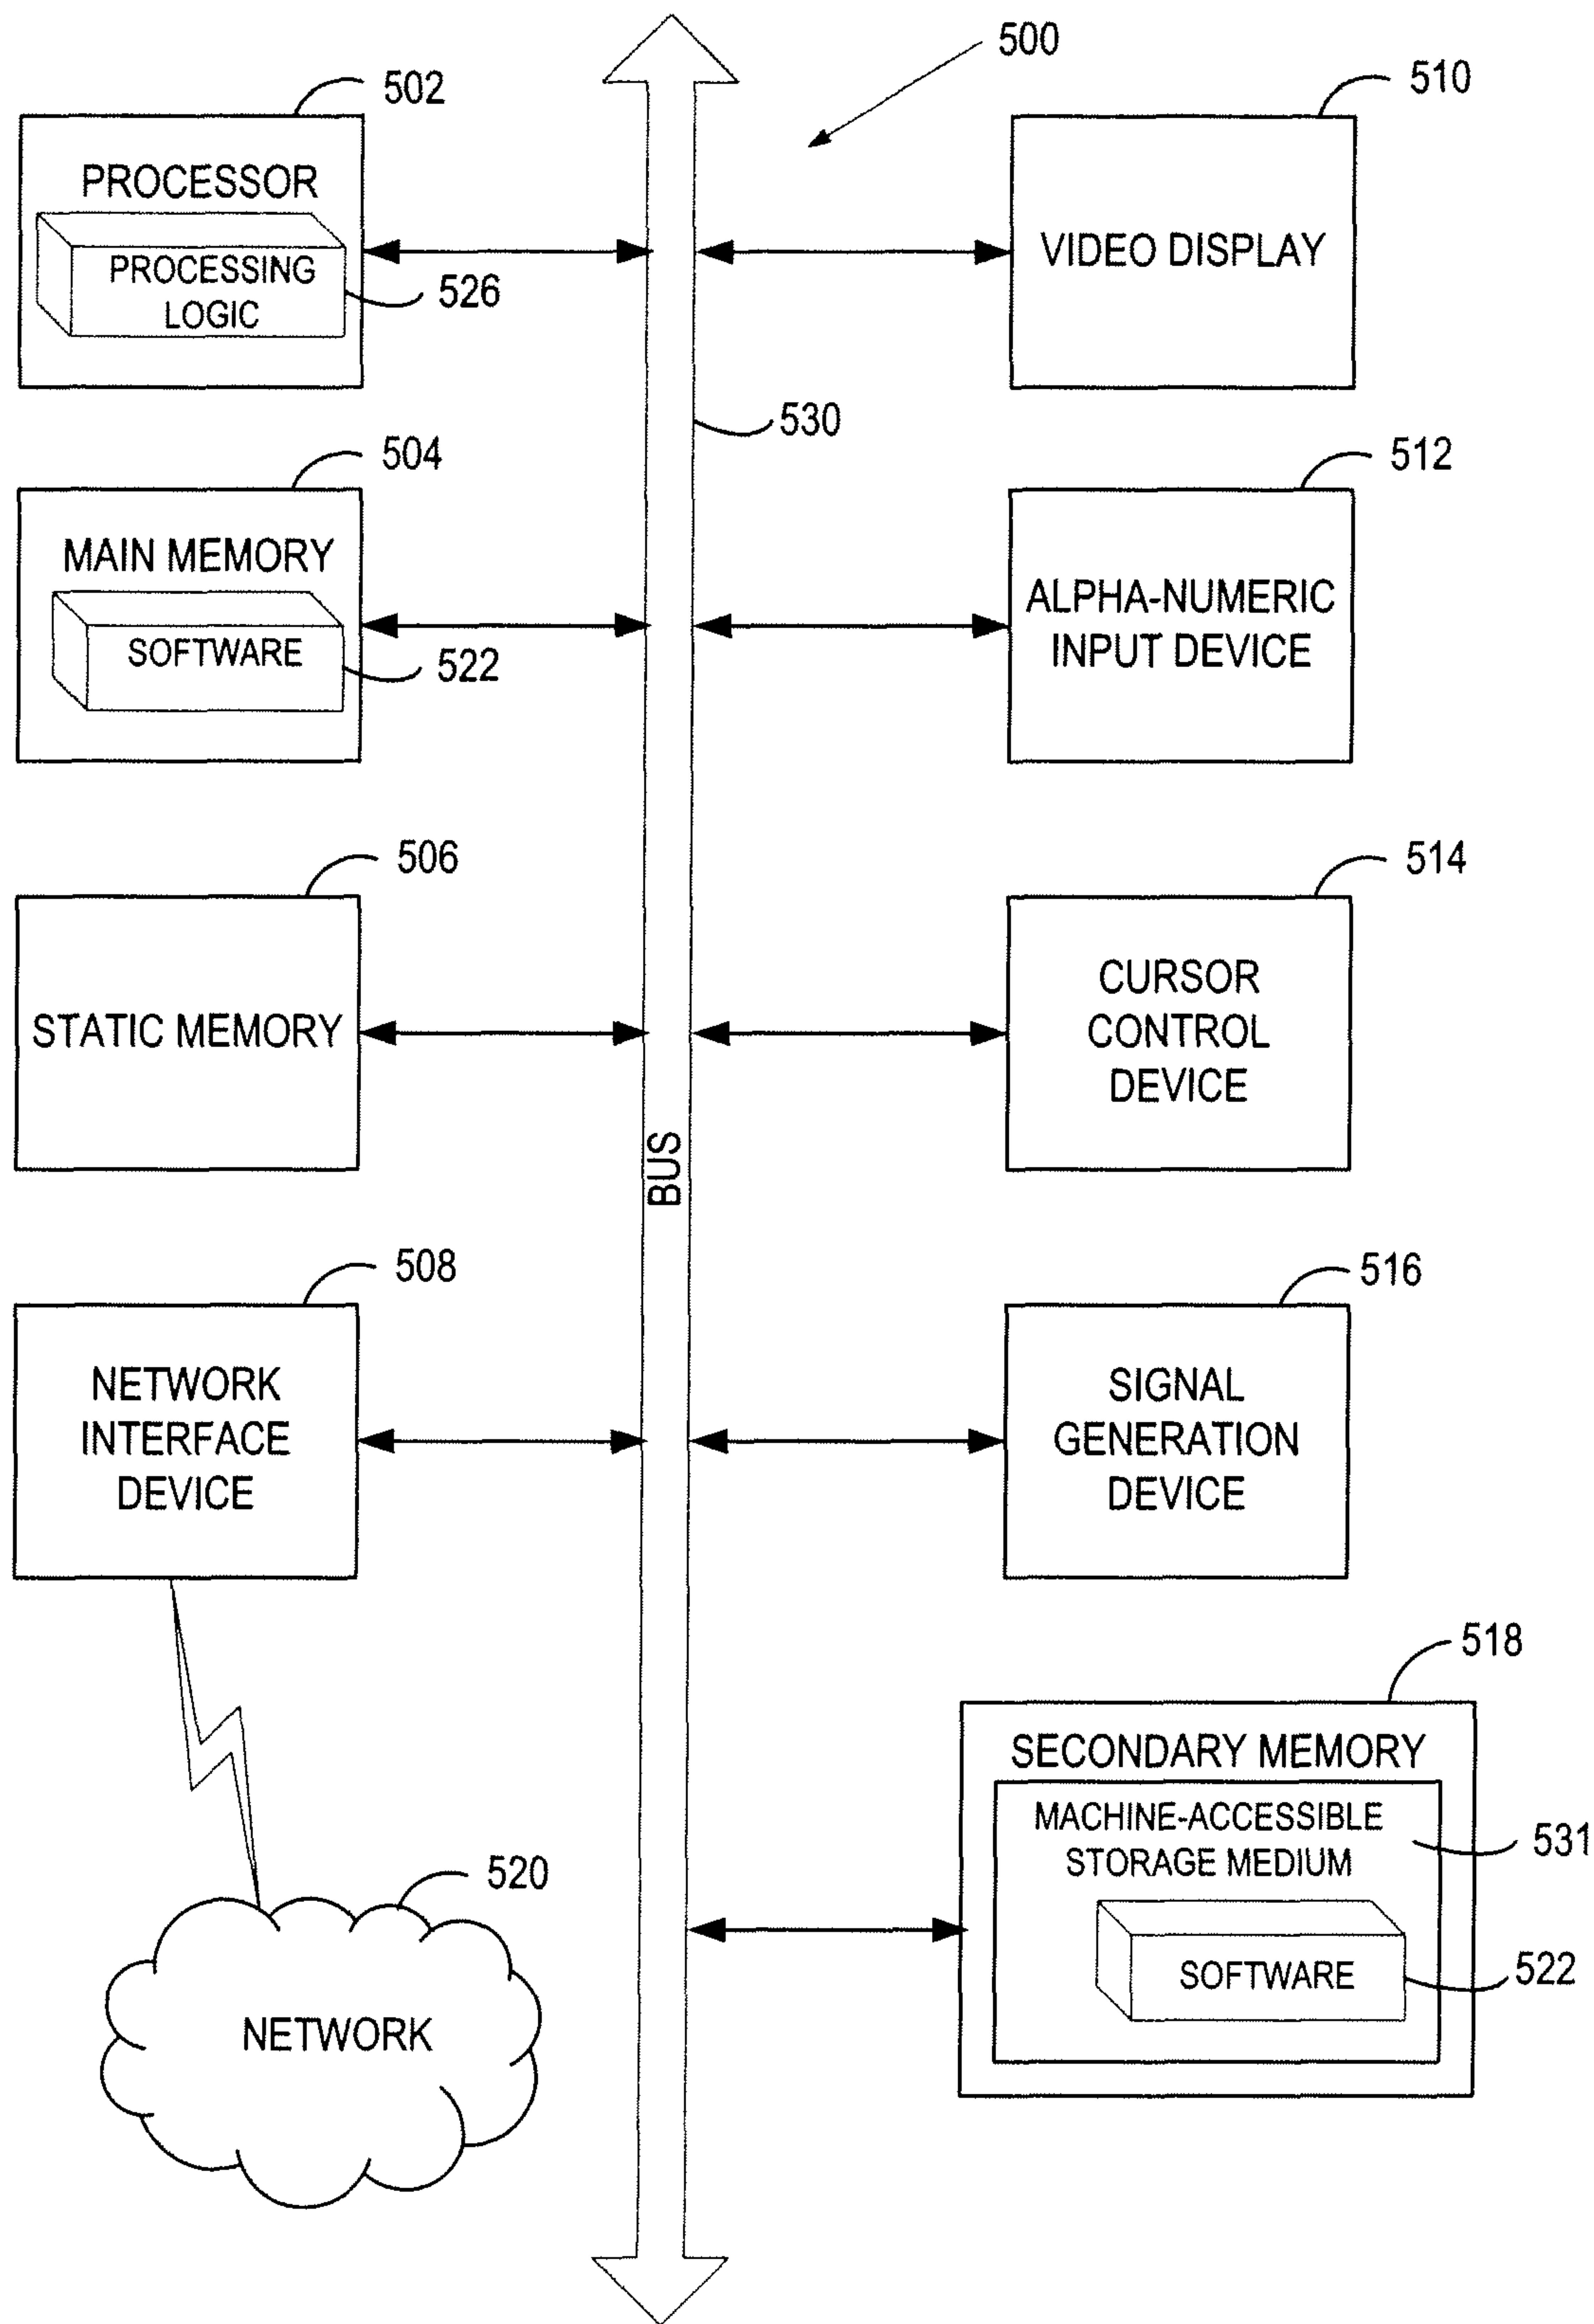 500
502
PROCESSOR
PROCESSING
LOGIC
526
510
VIDEO DISPLAY
530
504
MAIN MEMORY
SOFTWARE
522
512
ALPHA-NUMERIC
INPUT DEVICE
506
STATIC MEMORY
514
CURSOR
CONTROL
DEVICE
BUS
508
NETWORK
INTERFACE
DEVICE
516
SIGNAL
GENERATION
DEVICE
518
SECONDARY MEMORY
MACHINE-ACCESSIBLE
STORAGE MEDIUM
531
SOFTWARE
522
520
NETWORK